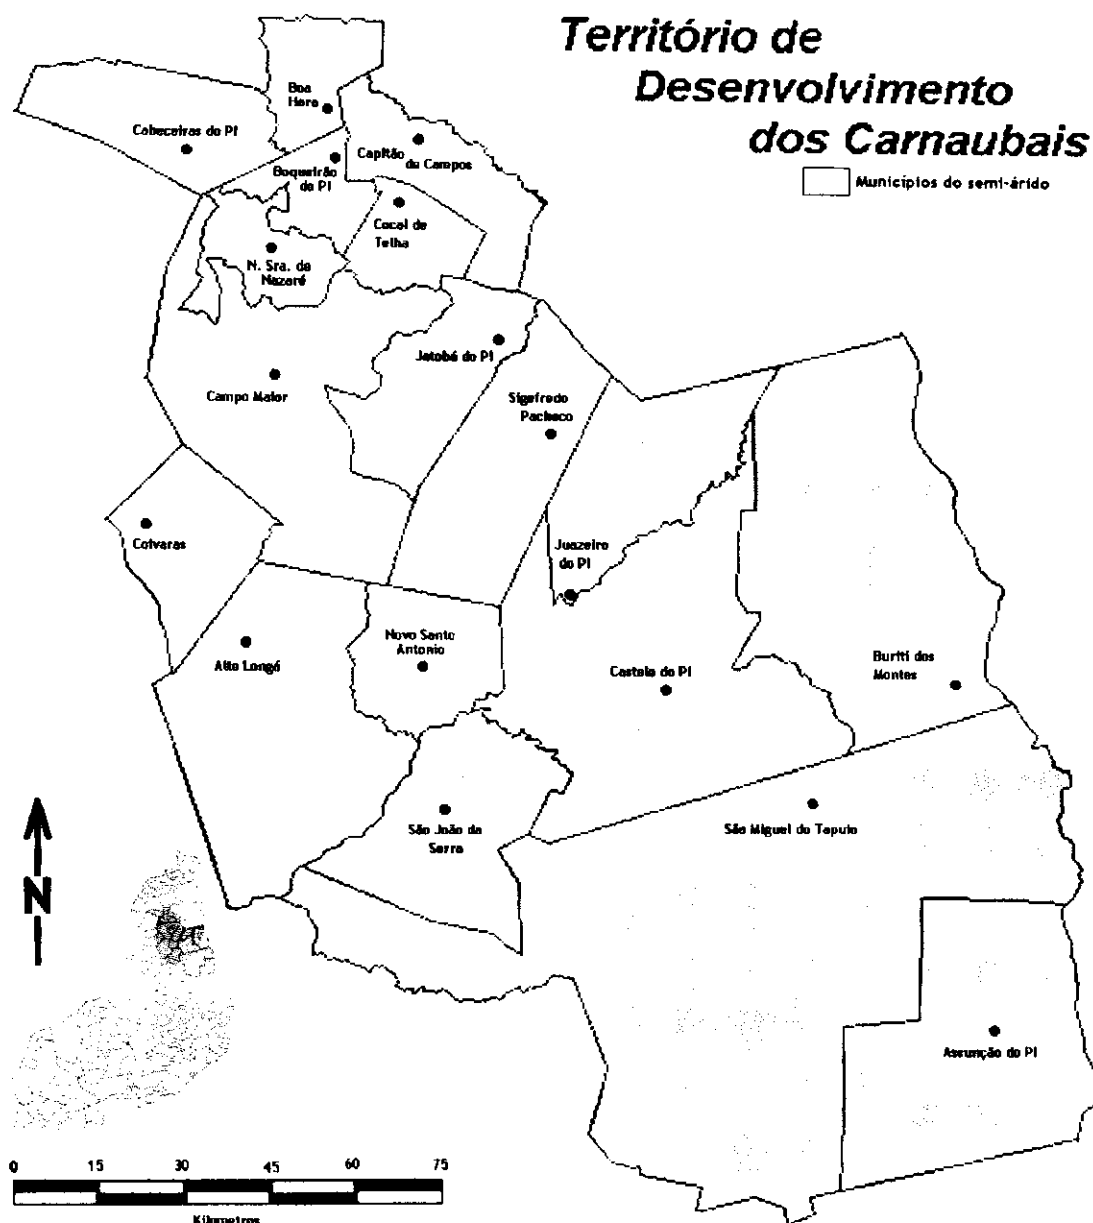 Território de
Desenvolvimento
dos Carnaubais
Municípios do semi-árido
Boa
Hora
Cabeceiras do PI
Capitão
de Campos
Boqueirão
do PI
Cocal de
Telha
N. Sra. de
Nazaré
Jatobá do PI
Campo Maior
Sigefredo
Pacheco
Coivaras
Juazeiro
do PI
Novo Santo
Antonio
Alto Longá
Castelo do PI
Buriti dos
Montes
São João da
Serra
São Miguel do Tapuio
N
Assunção do PI
0 15 30 45 60 75
Kilometros